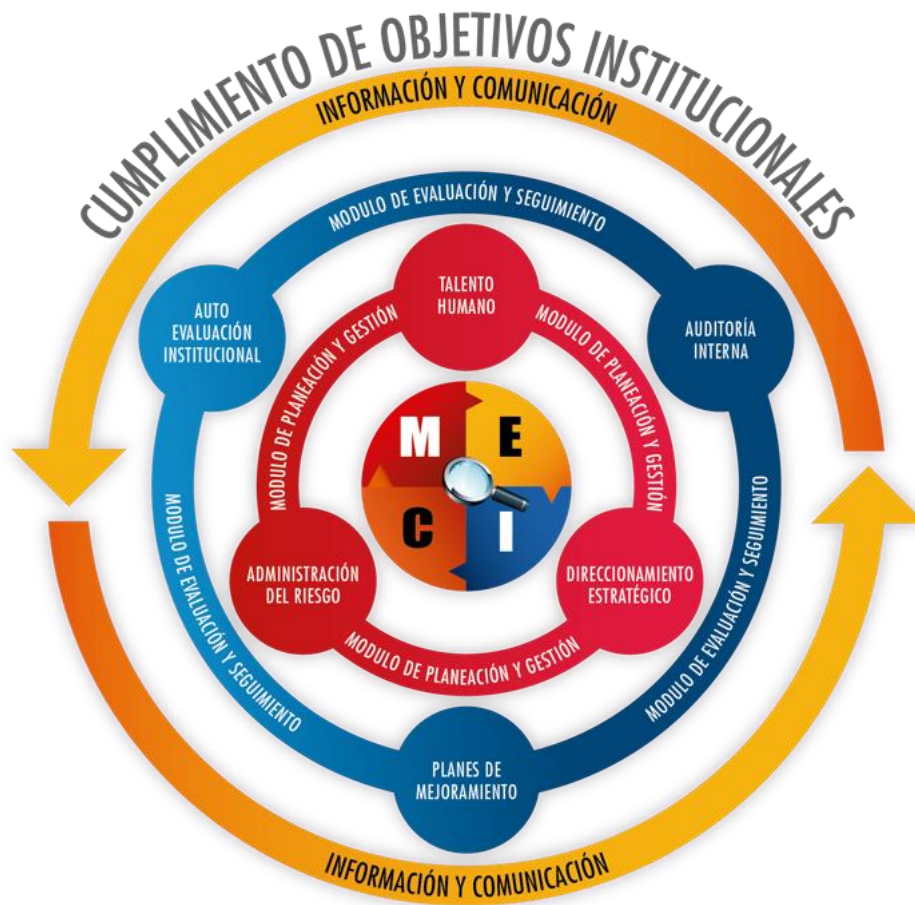 CUMPLIMIENTO DE OBJETIVOS INSTITUCIONALES
INFORMACIÓN Y COMUNICACIÓN
MODULO DE EVALUACIÓN Y SEGUIMIENTO
AUTO
EVALUACIÓN
INSTITUCIONAL
TALENTO
HUMANO
AUDITORÍA
INTERNA
MODULO DE PLANEACIÓN Y GESTIÓN
MODULO DE PLANEACIÓN Y GESTIÓN
M E
C I
MODULO DE EVALUACIÓN Y SEGUIMIENTO
MODULO DE EVALUACIÓN Y SEGUIMIENTO
ADMINISTRACIÓN
DEL RIESGO
DIRECCIONAMIENTO
ESTRATÉGICO
MODULO DE PLANEACIÓN Y GESTIÓN
PLANES DE
MEJORAMIENTO
INFORMACIÓN Y COMUNICACIÓN